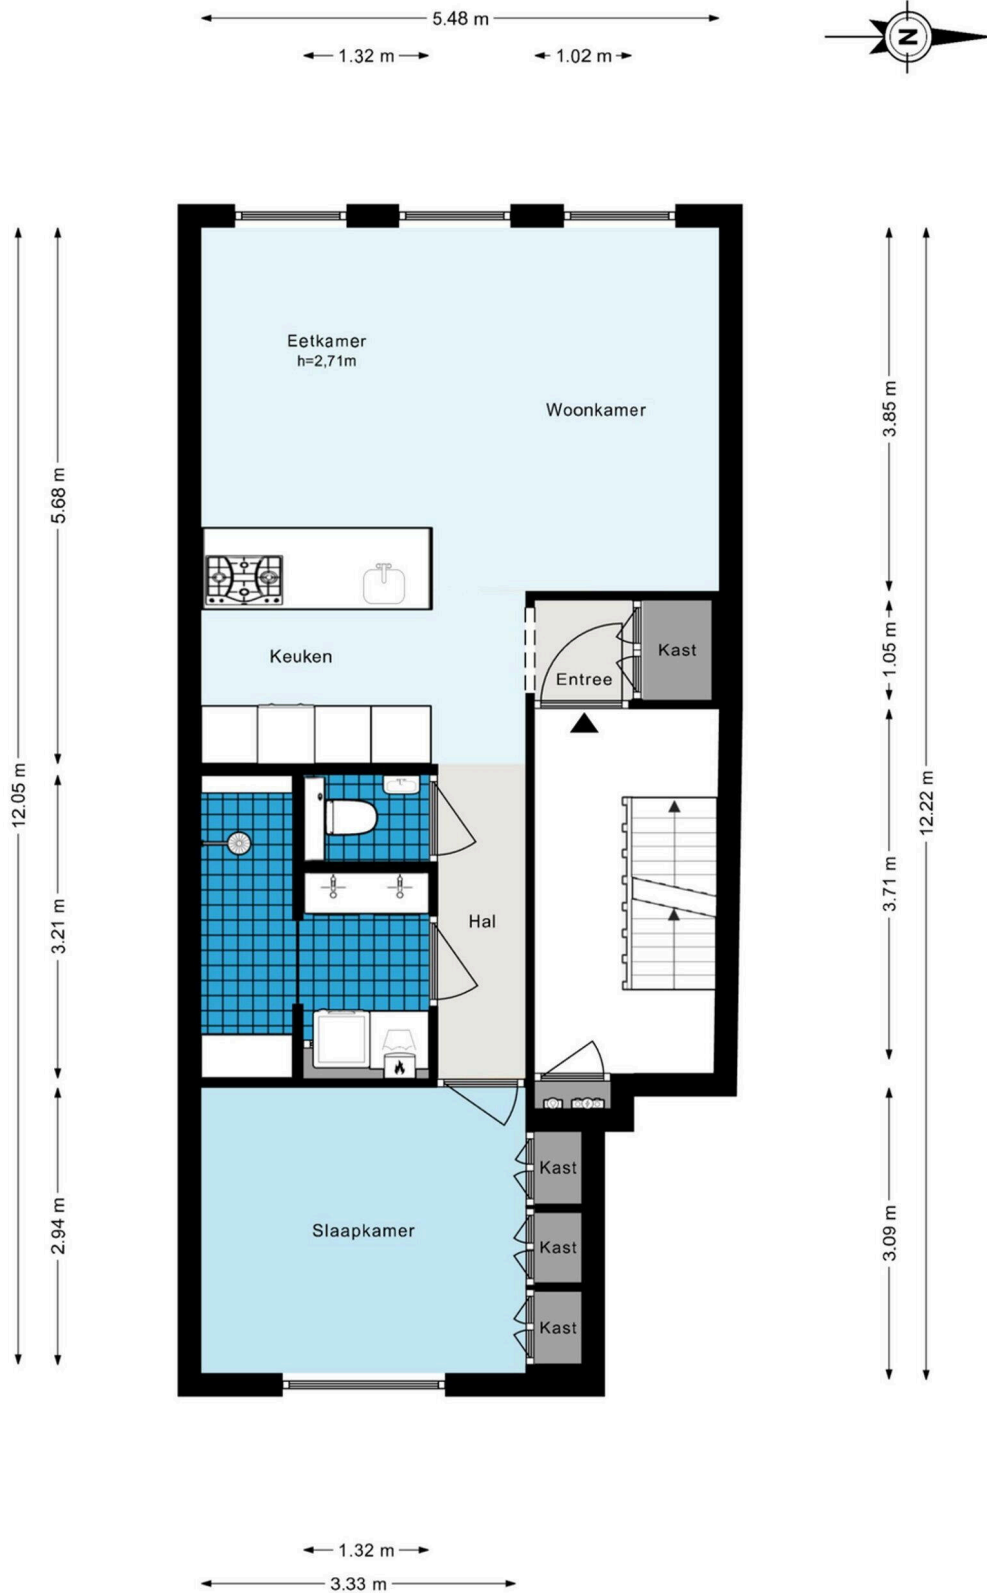 5.48 m
1.32 m
1.02 m
N
Eetkamer
h=2,71m
Woonkamer
3.85 m
5.68 m
Keuken
Kast
Entree
1.05 m
12.05 m
12.22 m
3.71 m
Hal
3.21 m
Kast
Slaapkamer
Kast
2.94 m
3.09 m
Kast
1.32 m
3.33 m